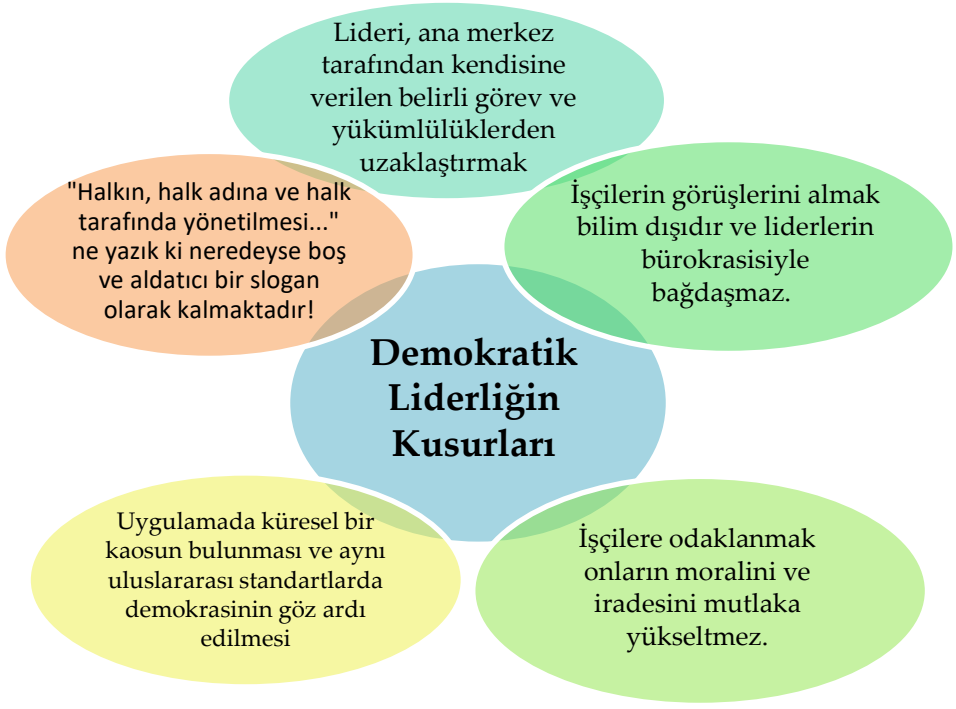 Lideri, ana merkez
tarafından kendisine
verilen belirli görev ve
yükümlülüklerden
uzaklaştırmak
"Halkın, halk adına ve halk
tarafında yönetilmesi..."
ne yazık ki neredeyse boş
ve aldatıcı bir slogan
olarak kalmaktadır!
İşçilerin görüşlerini almak
bilim dışıdır ve liderlerin
bürokrasisiyle
bağdaşmaz.
Demokratik
Liderliğin
Kusurları
Uygulamada küresel bir
kaosun bulunması ve aynı
uluslararası standartlarda
demokrasinin göz ardı
edilmesi
İşçilere odaklanmak
onların moralini ve
iradesini mutlaka
yükseltmez.